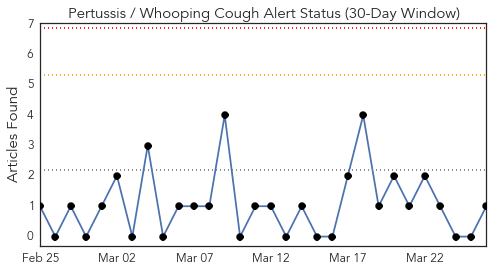 Pertussis / Whooping Cough Alert Status (30-Day Window)
Articles Found
7
6
5
4
3
2
1
0
Feb 25 Mar 02 Mar 07 Mar 12 Mar 17 Mar 22